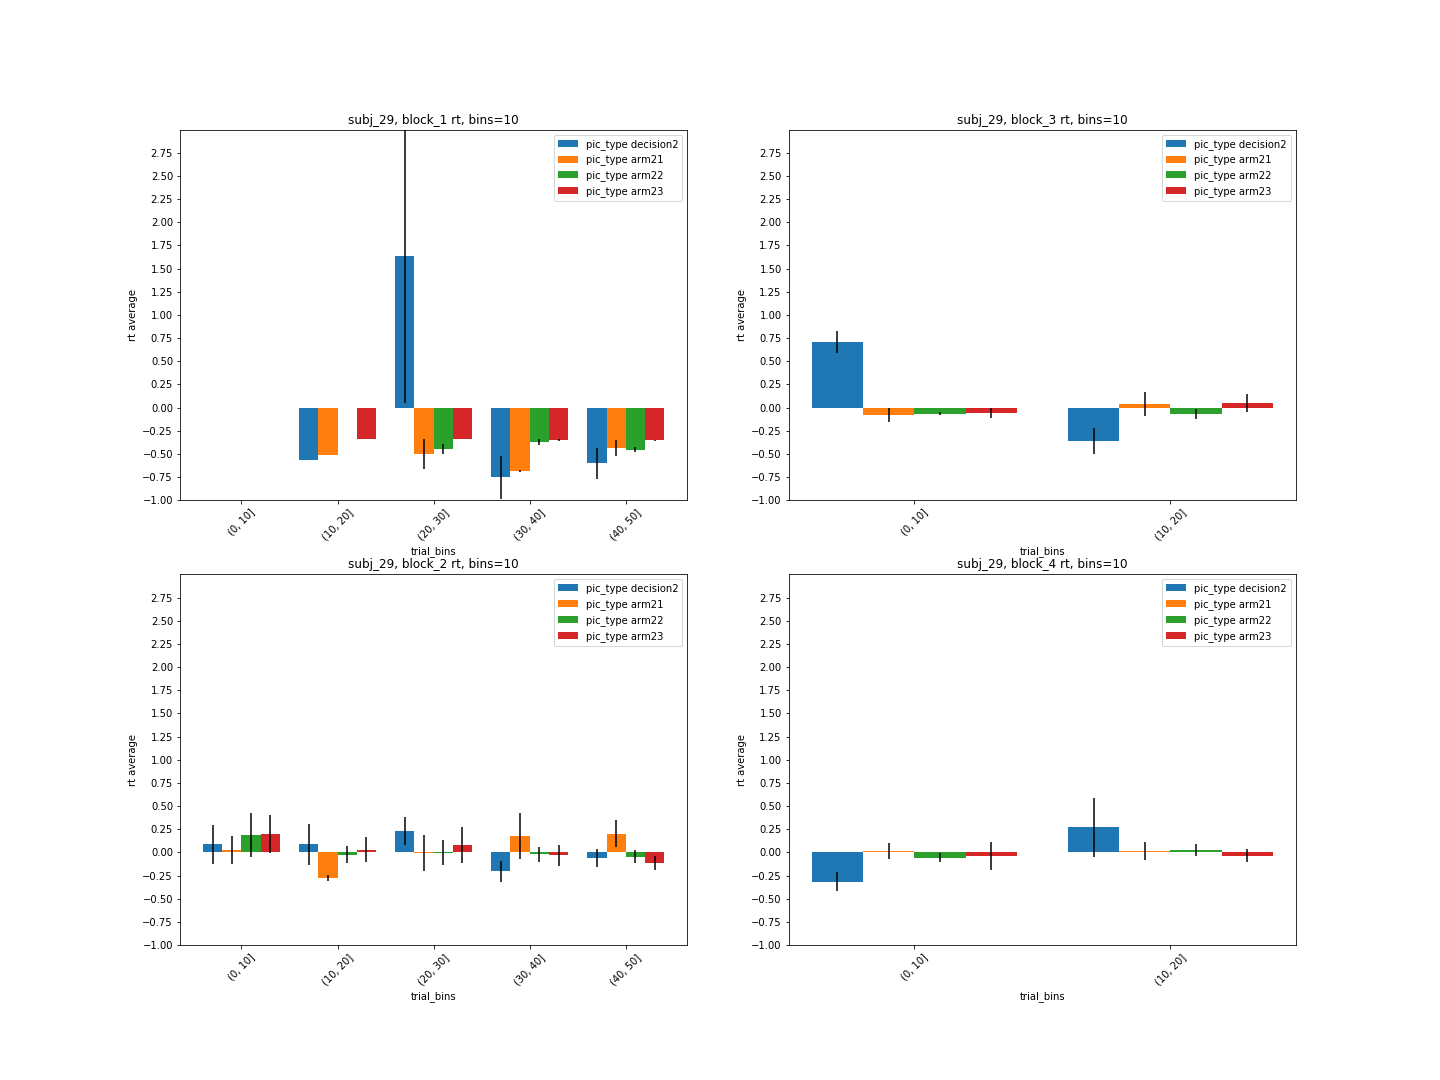 subj_29, block_1 rt, bins=10
pic_type decision2
pic_type arm21
pic_type arm22
pic_type arm23
2.75
2.50
2.25
2.00
1.75
1.50
1.25
1.00
0.75
0.50
0.25
0.00
−0.25
−0.50
−0.75
−1.00
rt average
(0, 10]
(10, 20]
(20, 30]
(30, 40]
(40, 50]
trial_bins
subj_29, block_3 rt, bins=10
pic_type decision2
pic_type arm21
pic_type arm22
pic_type arm23
2.75
2.50
2.25
2.00
1.75
1.50
1.25
1.00
0.75
0.50
0.25
0.00
−0.25
−0.50
−0.75
−1.00
rt average
(0, 10]
(10, 20]
trial_bins
subj_29, block_2 rt, bins=10
pic_type decision2
pic_type arm21
pic_type arm22
pic_type arm23
2.75
2.50
2.25
2.00
1.75
1.50
1.25
1.00
0.75
0.50
0.25
0.00
−0.25
−0.50
−0.75
−1.00
rt average
(0, 10]
(10, 20]
(20, 30]
(30, 40]
(40, 50]
trial_bins
subj_29, block_4 rt, bins=10
pic_type decision2
pic_type arm21
pic_type arm22
pic_type arm23
2.75
2.50
2.25
2.00
1.75
1.50
1.25
1.00
0.75
0.50
0.25
0.00
−0.25
−0.50
−0.75
−1.00
rt average
(0, 10]
(10, 20]
trial_bins